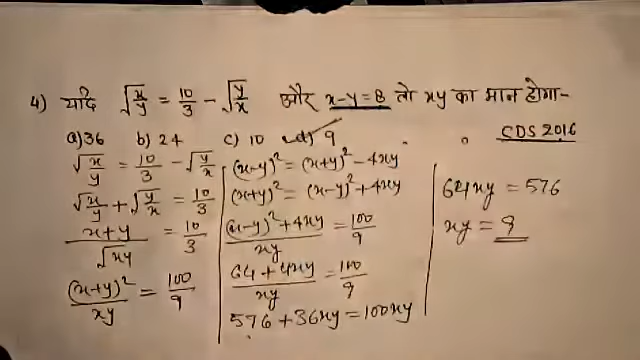 4) यदि √x/y = 10/3 - √y/x और x-y=8 तो xy का मान होगा-
a) 36 b) 24 c) 10 d) 9 CDS 2016
√x/y = 10/3 - √y/x
√x/y + √y/x = 10/3
x+y/√xy = 10/3
(x+y)²/xy = 100/9
(x-y)² = (x+y)² - 4xy
(x+y)² = (x-y)² + 4xy
(x-y)² + 4xy/xy = 100/9
64 + 4xy/xy = 100/9
576 + 36xy = 100xy
64xy = 576
xy = 9